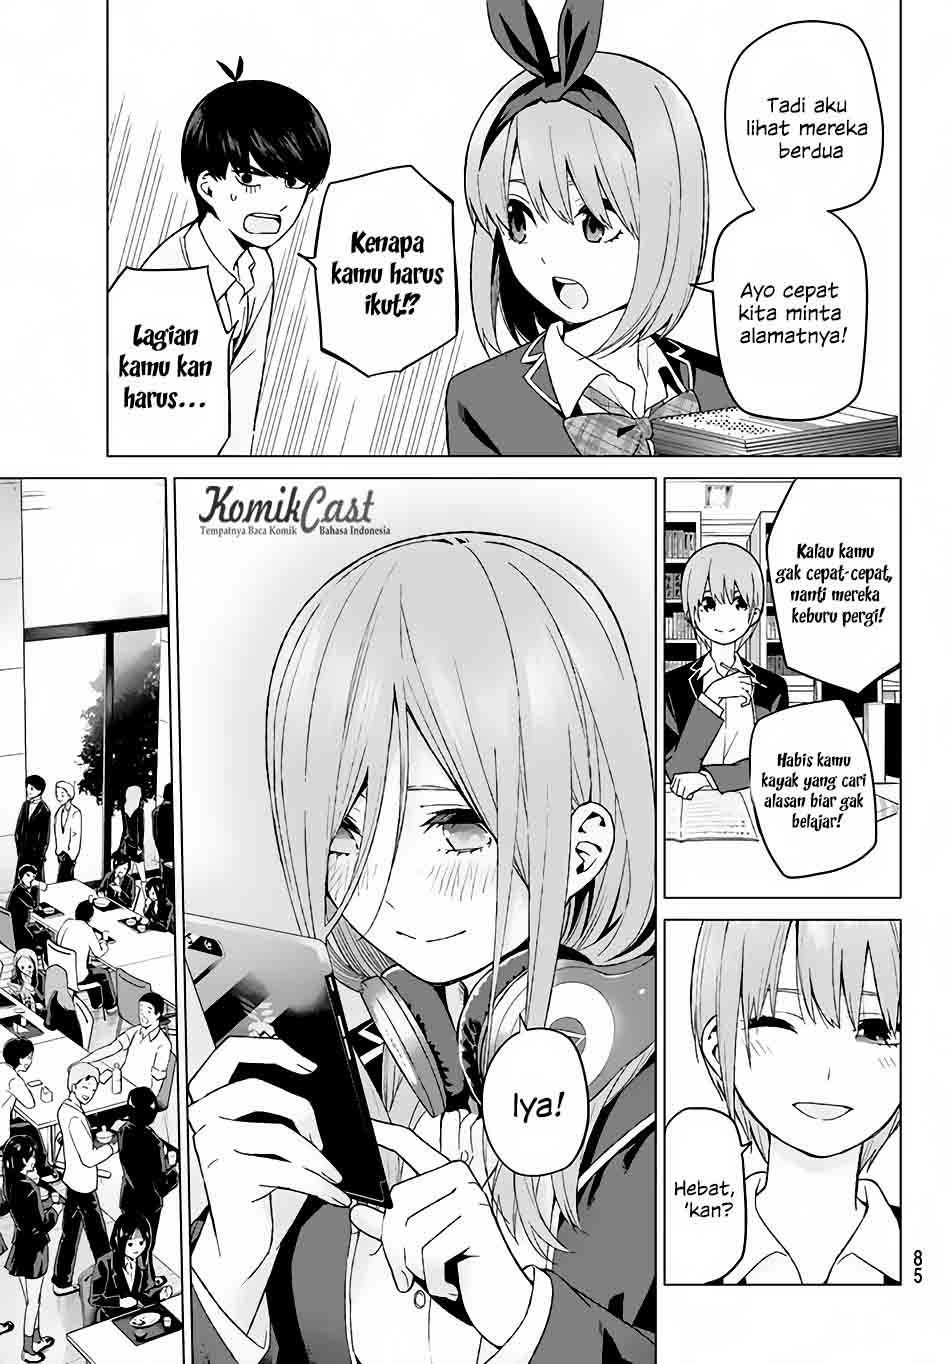 Tadi aku
lihat mereka
berdua
Ayo cepat
kita minta
alamatnya!
Kenapa
kamu harus
ikut!?
Lagian
kamu kan
harus...
Kalau kamu
gak cepat-cepat,
nanti mereka
keburu pergi!
Habis kamu
kayak yang cari
alasan biar gak
belajar!
KomikCast
Tempatnya Baca Komik Bahasa Indonesia
Hebat,
'kan?
Iya!
85